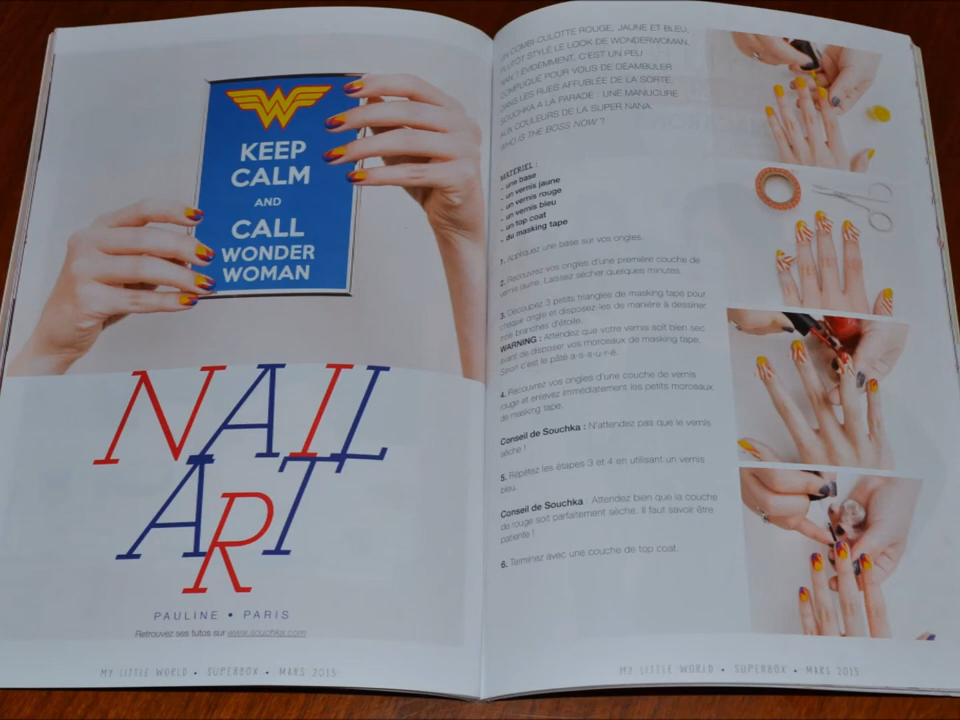 KEEP
CALM
AND
CALL
WONDER
WOMAN
NAIL
ART
PAULINE • PARIS
Retrouvez ses tutos sur www.souchka.com
MY LITTLE WORLD • SUPERBOX • MARS 2015
COMBI-CULOTTE ROUGE, JAUNE ET BLEU,
PLUTÔT STYLÉ LE LOOK DE WONDERWOMAN,
? ÉVIDEMMENT, C'EST UN PEU
COMPLIQUÉ POUR VOUS DE DÉAMBULER
DANS LES RUES AFFUBLÉE DE LA SORTE.
SOUCHKA A LA PARADE : UNE MANUCURE
AUX COULEURS DE LA SUPER NANA.
WHO IS THE BOSS NOW ?
MATÉRIEL :
- une base
- un vernis jaune
- un vernis rouge
- un vernis bleu
- un top coat
- du masking tape
1. Appliquez une base sur vos ongles.
2. Recouvrez vos ongles d'une première couche de
vernis jaune. Laissez sécher quelques minutes.
3. Découpez 3 petits triangles de masking tape pour
chaque ongle et disposez-les de manière à dessiner
des branches d'étoile.
WARNING : Attendez que votre vernis soit bien sec
avant de disposer vos morceaux de masking tape.
Sinon c'est le pâté a-s-s-u-r-é.
4. Recouvrez vos ongles d'une couche de vernis
rouge et enlevez immédiatement les petits morceaux
de masking tape.
Conseil de Souchka : N'attendez pas que le vernis
sèche !
5. Répétez les étapes 3 et 4 en utilisant un vernis
bleu.
Conseil de Souchka : Attendez bien que la couche
de rouge soit parfaitement sèche. Il faut savoir être
patiente !
6. Terminez avec une couche de top coat.
MY LITTLE WORLD • SUPERBOX • MARS 2015